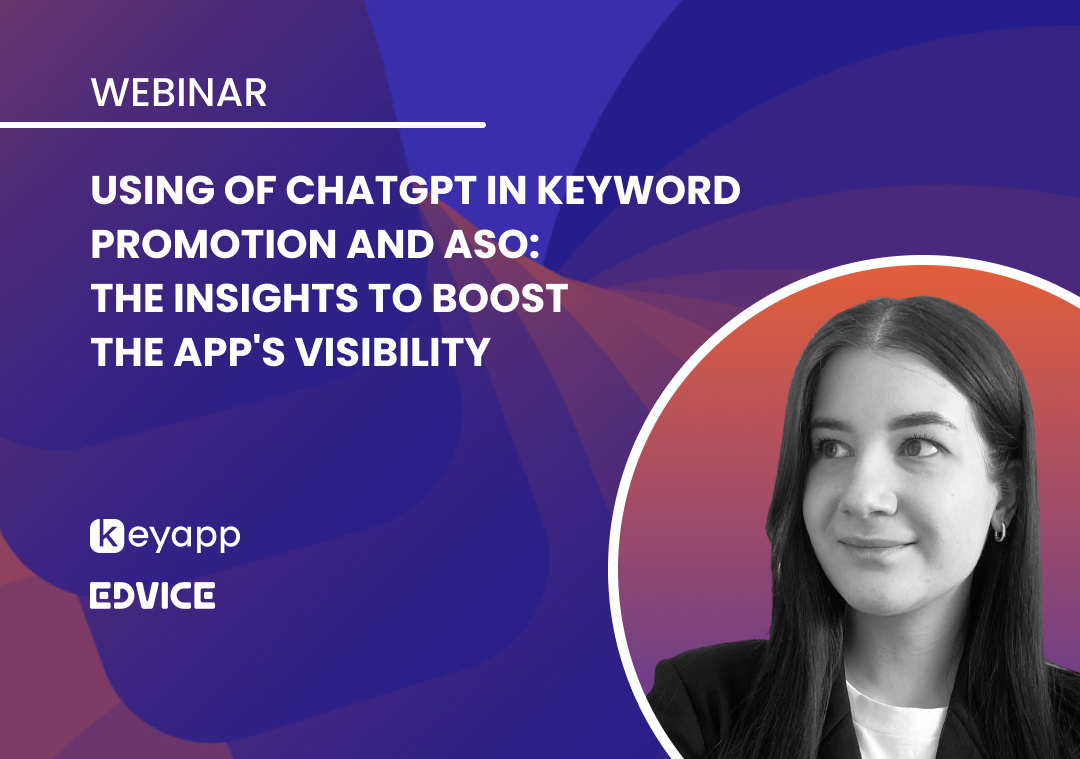 WEBINAR
USING OF CHATGPT IN KEYWORD
PROMOTION AND ASO:
THE INSIGHTS TO BOOST
THE APP'S VISIBILITY
keyapp
EDVICE